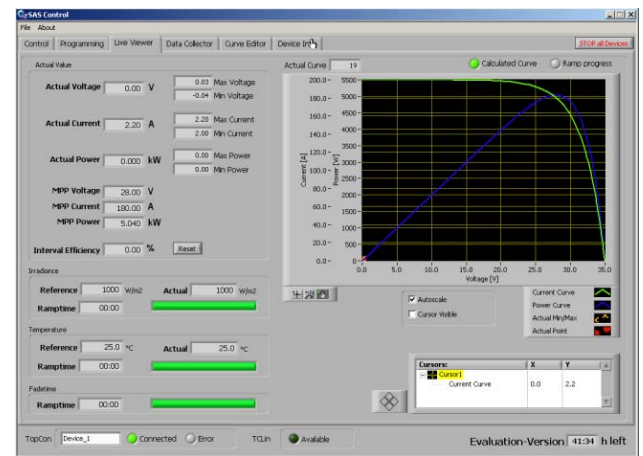 SAS Control
File About
Control Programming Live Viewer Data Collector Curve Editor Device Info STOP all Devices
Actual Value
Actual Voltage 0.00 V
0.03 Max Voltage
-0.04 Min Voltage
Actual Current 2.20 A
2.20 Max Current
2.00 Min Current
Actual Power 0.000 kW
0.00 Max Power
0.00 Min Power
MPP Voltage 28.00 V
MPP Current 180.00 A
MPP Power 5.040 kW
Interval Efficiency 0.00 % Reset
Irradiance
Reference 1000 W/m2 Actual 1000 W/m2
Ramptime 00:00
Temperature
Reference 25.0 °C Actual 25.0 °C
Ramptime 00:00
Fadetime
Ramptime 00:00
Actual Curve 19 Calculated Curve Ramp progress
200.0 5500
180.0 5000
4500
160.0
4000
140.0
3500
120.0
3000
100.0
2500
80.0
2000
60.0
1500
40.0
1000
20.0
500
0.0 0
Current [A]
Power [W]
0.0 5.0 10.0 15.0 20.0 25.0 30.0 35.0
Voltage [V]
Autoscale
Cursor Visible
Current Curve
Power Curve
Actual Min/Max
Actual Point
Cursors: X Y
Cursor1
Current Curve 0.0 2.2
TopCon Device_1 Connected Error TCLin Available Evaluation-Version 41:34 h left